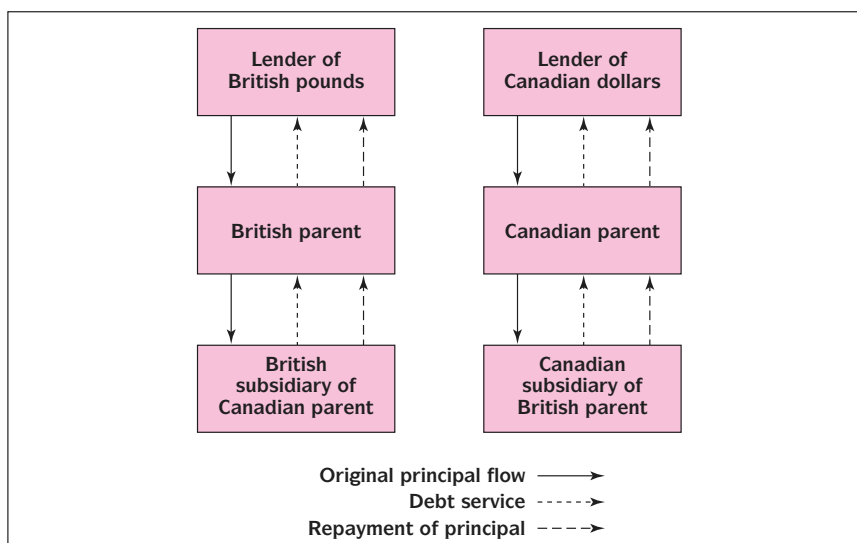 Lender of
British pounds
Lender of
Canadian dollars
British parent
Canadian parent
British
subsidiary of
Canadian parent
Canadian
subsidiary of
British parent
Original principal flow
Debt service
Repayment of principal